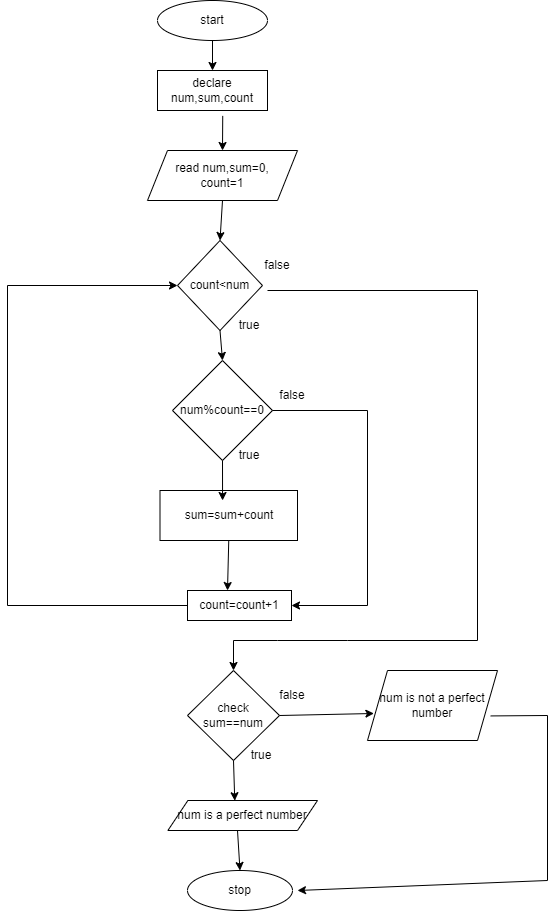 start
declare
num,sum,count
read num,sum=0,
count=1
false
count<num
true
false
num%count==0
true
sum=sum+count
count=count+1
false
check
sum==num
num is not a perfect
number
true
num is a perfect number
stop